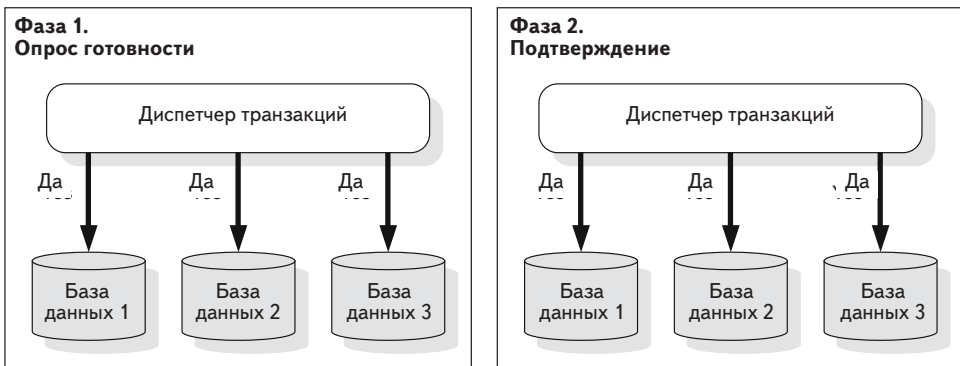 Фаза 1.
Опрос готовности
Диспетчер транзакций
Да
Да
Да
База
данных 1
База
данных 2
База
данных 3
Фаза 2.
Подтверждение
Диспетчер транзакций
Да
Да
Да
База
данных 1
База
данных 2
База
данных 3